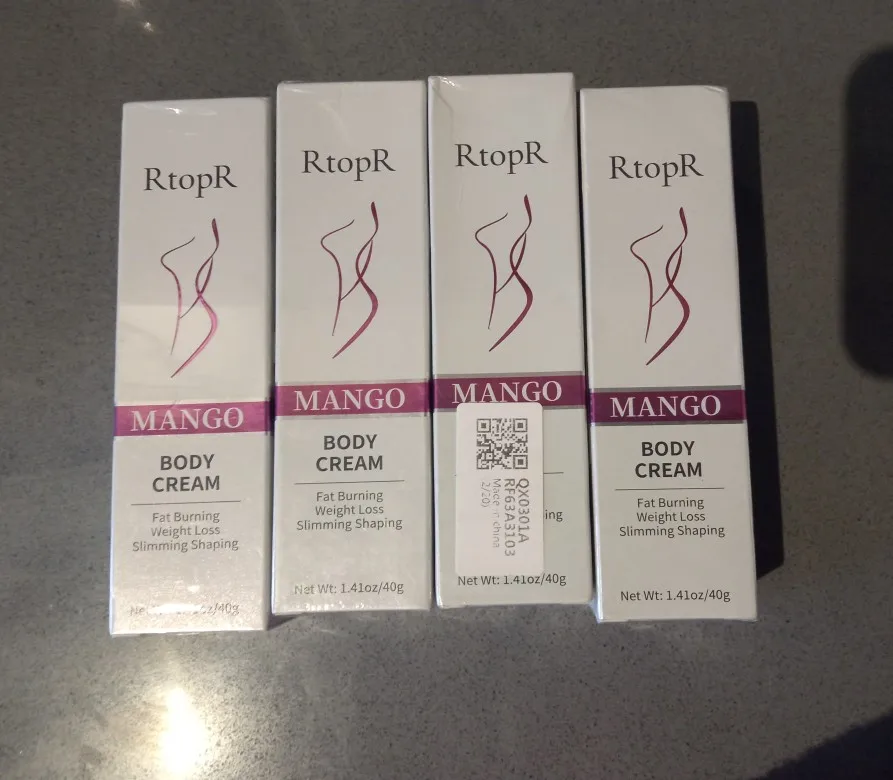 RtopR
MANGO
BODY
CREAM
Fat Burning
Weight Loss
Slimming Shaping
RtopR
MANGO
BODY
CREAM
Fat Burning
Weight Loss
Slimming Shaping
Net Wt: 1.41oz/40g
RtopR
MANGO
QX0301A
RF63A3103
Made in china
Net Wt: 1.41oz/40g
RtopR
MANGO
BODY
CREAM
Fat Burning
Weight Loss
Slimming Shaping
Net Wt: 1.41oz/40g